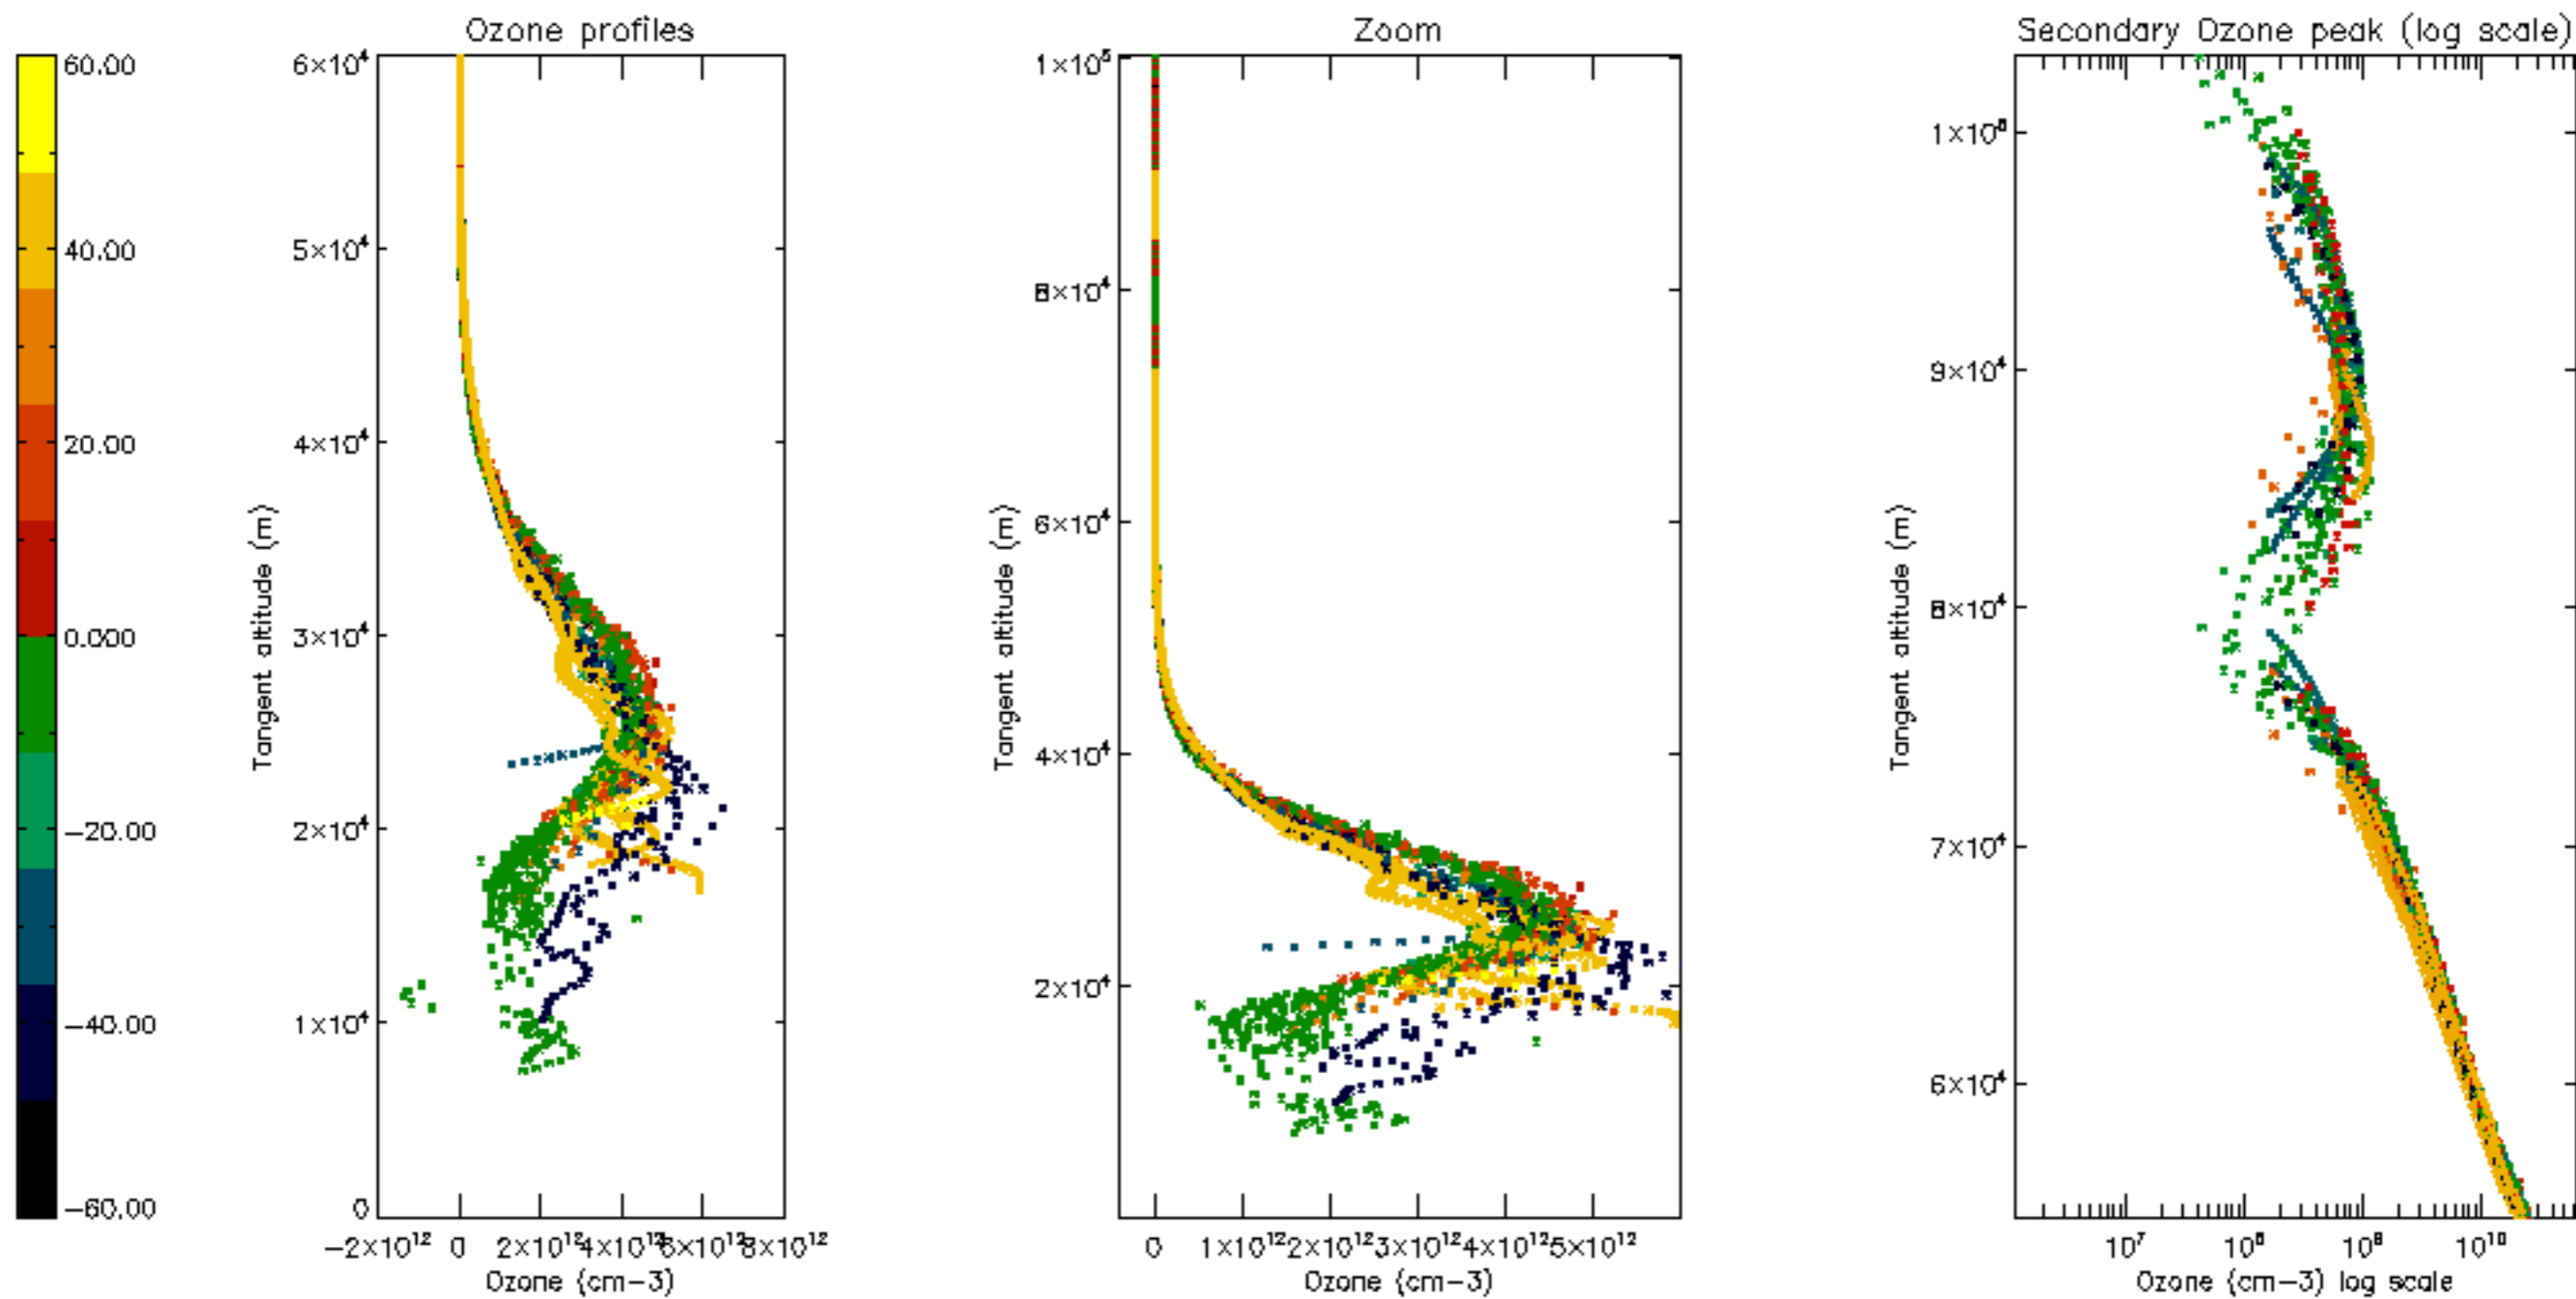 Ozone profiles
Zoom
Secondary Ozone peak (log scale)
60.00
40.00
20.00
0.000
−20.00
−40.00
−60.00
6×10⁴
5×10⁴
4×10⁴
3×10⁴
2×10⁴
1×10⁴
0
Tangent altitude (m)
−2×10¹² 0 2×10¹² 4×10¹² 6×10¹² 8×10¹²
Ozone (cm−3)
1×10⁵
8×10⁴
6×10⁴
4×10⁴
2×10⁴
Tangent altitude (m)
0 1×10¹² 2×10¹² 3×10¹² 4×10¹² 5×10¹²
Ozone (cm−3)
1×10⁵
9×10⁴
8×10⁴
7×10⁴
6×10⁴
Tangent altitude (m)
10⁷ 10⁸ 10⁹ 10¹⁰
Ozone (cm−3) log scale